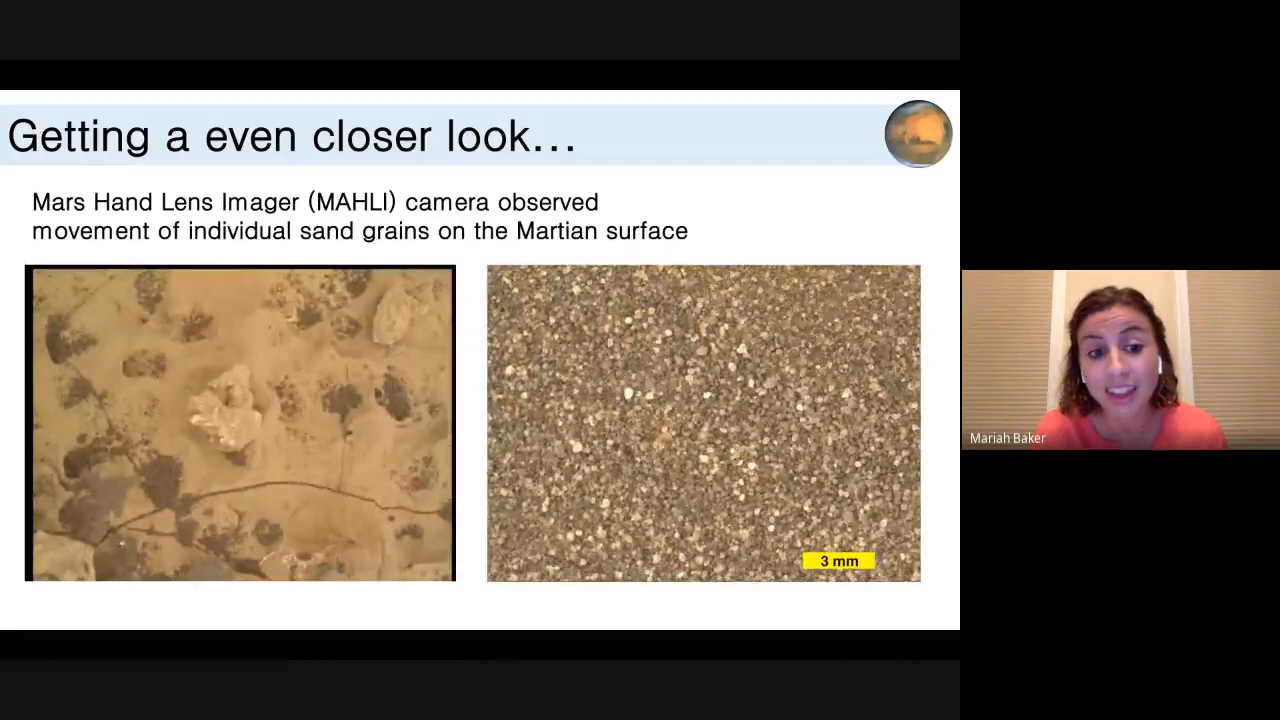 Getting a even closer look...
Mars Hand Lens Imager (MAHLI) camera observed
movement of individual sand grains on the Martian surface
3 mm
Mariah Baker